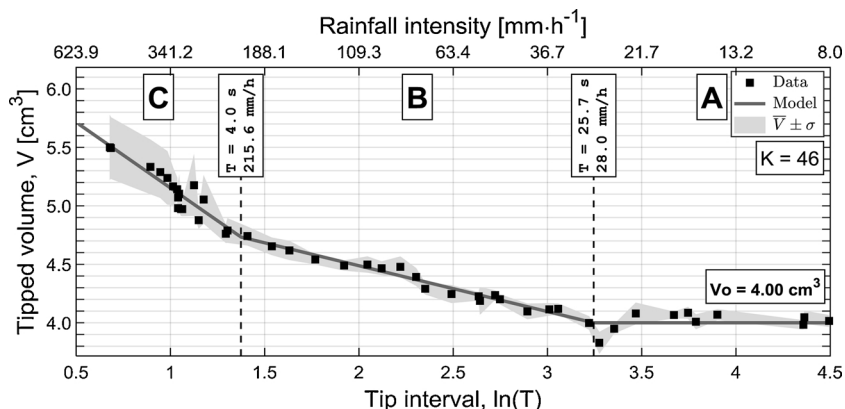 Rainfall intensity [mm·h⁻¹]
623.9 341.2 188.1 109.3 63.4 36.7 21.7 13.2 8.0
C
B
A
T = 4.0 s
215.6 mm/h
T = 25.7 s
28.0 mm/h
Data
Model
V̅ ± σ
K = 46
Vo = 4.00 cm³
Tipped volume, V [cm³]
6.0
5.5
5.0
4.5
4.0
0.5 1 1.5 2 2.5 3 3.5 4 4.5
Tip interval, ln(T)